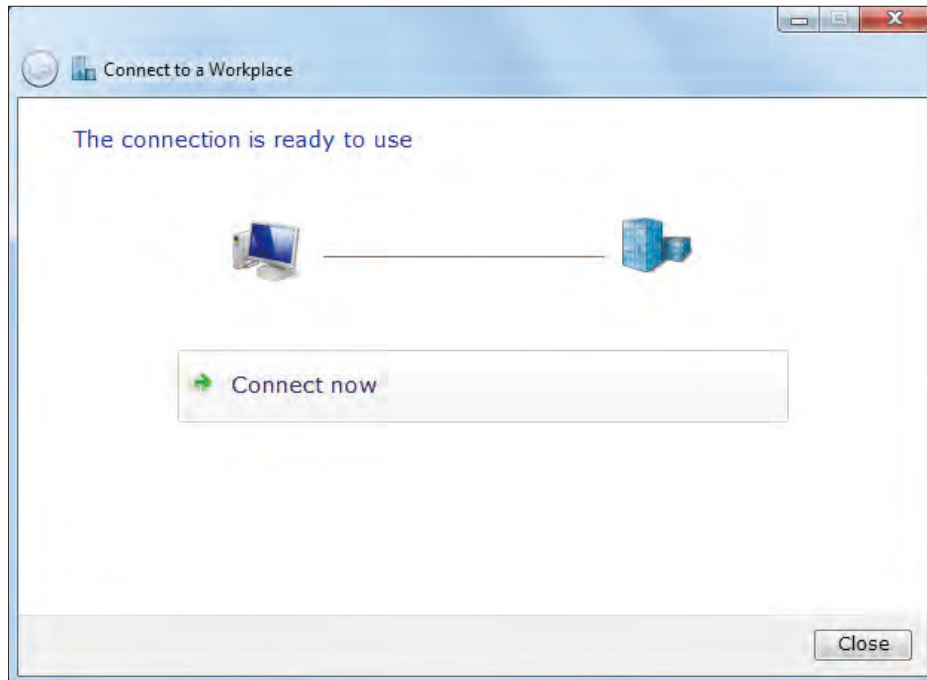 Connect to a Workplace
The connection is ready to use
Connect now
Close